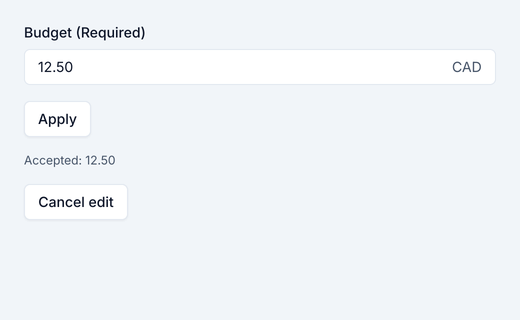 Budget (Required)
12.50 CAD
Apply
Accepted: 12.50
Cancel edit